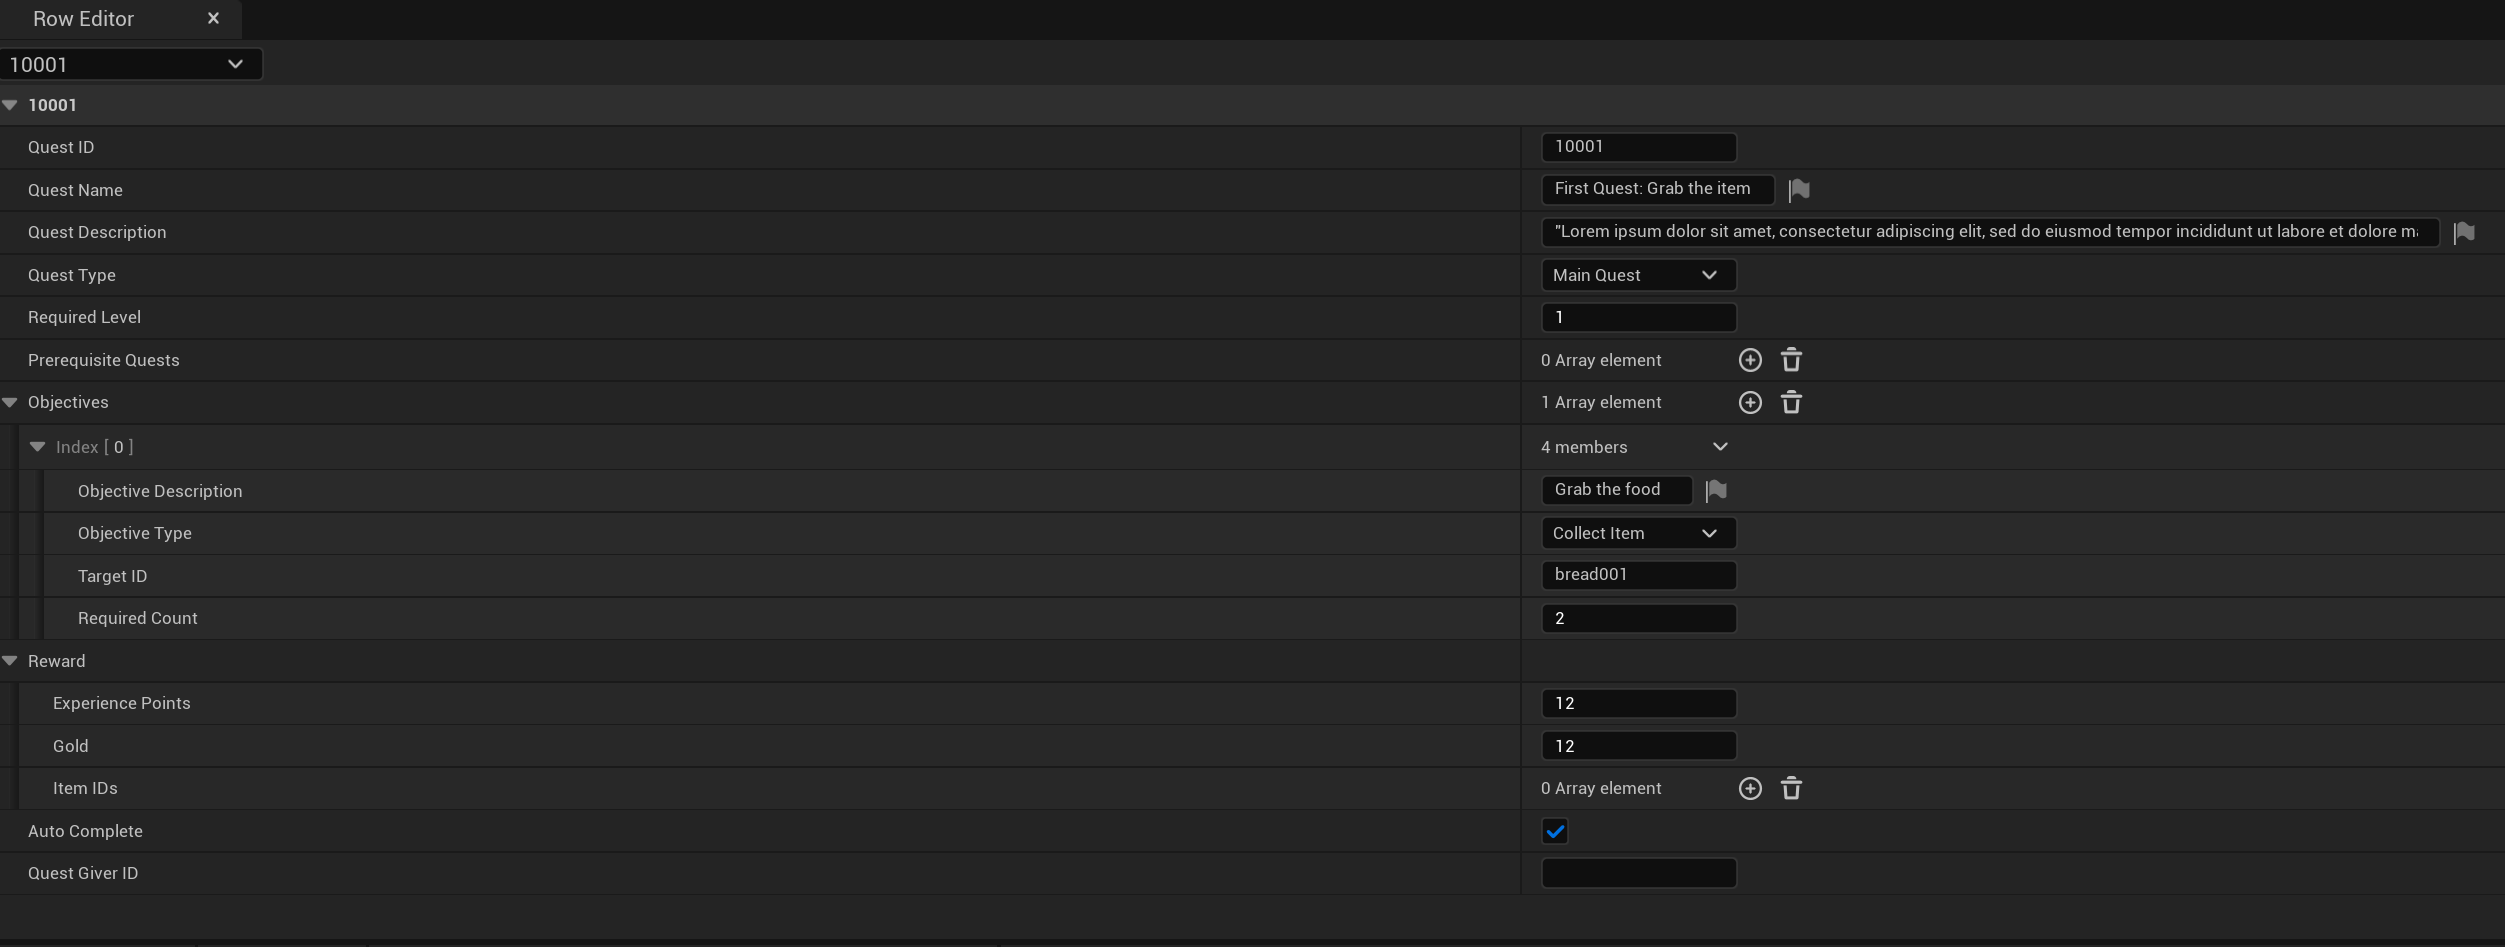 Row Editor
10001
10001
Quest ID 10001
Quest Name First Quest: Grab the item
Quest Description "Lorem ipsum dolor sit amet, consectetur adipiscing elit, sed do eiusmod tempor incididunt ut labore et dolore
Quest Type Main Quest
Required Level 1
Prerequisite Quests 0 Array element
Objectives 1 Array element
Index [ 0 ] 4 members
Objective Description Grab the food
Objective Type Collect Item
Target ID bread001
Required Count 2
Reward
Experience Points 12
Gold 12
Item IDs 0 Array element
Auto Complete
Quest Giver ID